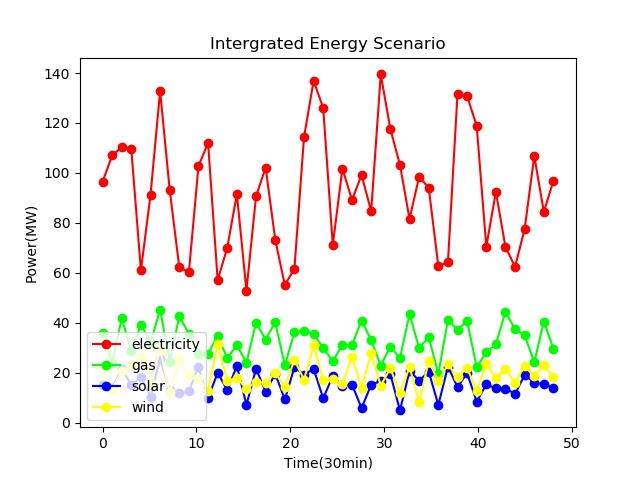 Intergrated Energy Scenario
Power(MW)
140
120
100
80
60
40
20
0
electricity
gas
solar
wind
0 10 20 30 40 50
Time(30min)